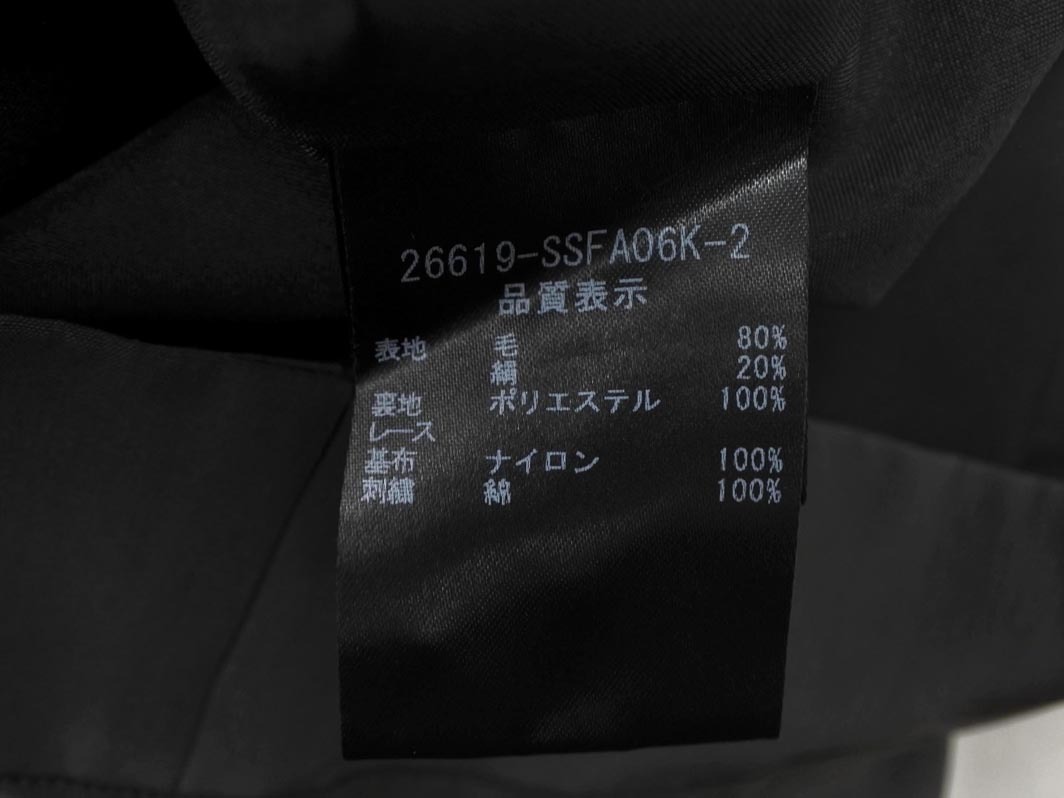 26619-SSFA06K-2
品質表示
表地 毛 80%
絹 20%
裏地 ポリエステル 100%
レース
基布 ナイロン 100%
刺繍 綿 100%